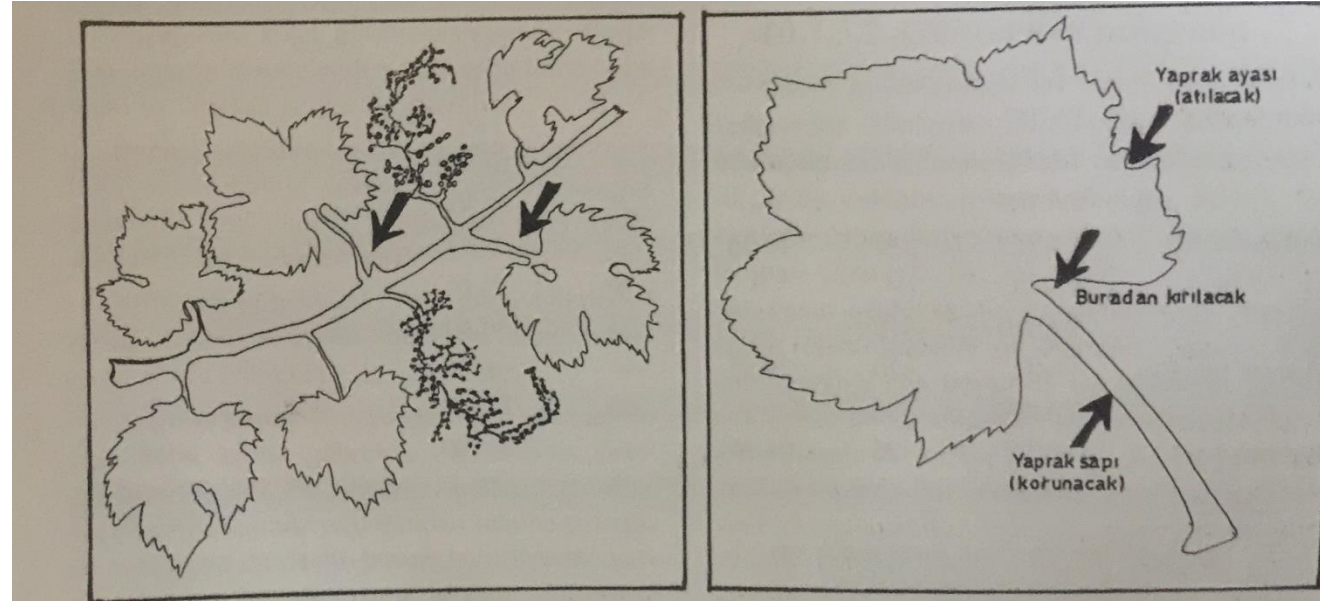 Yaprak ayası
(atılacak)
Buradan kırılacak
Yaprak sapı
(korunacak)